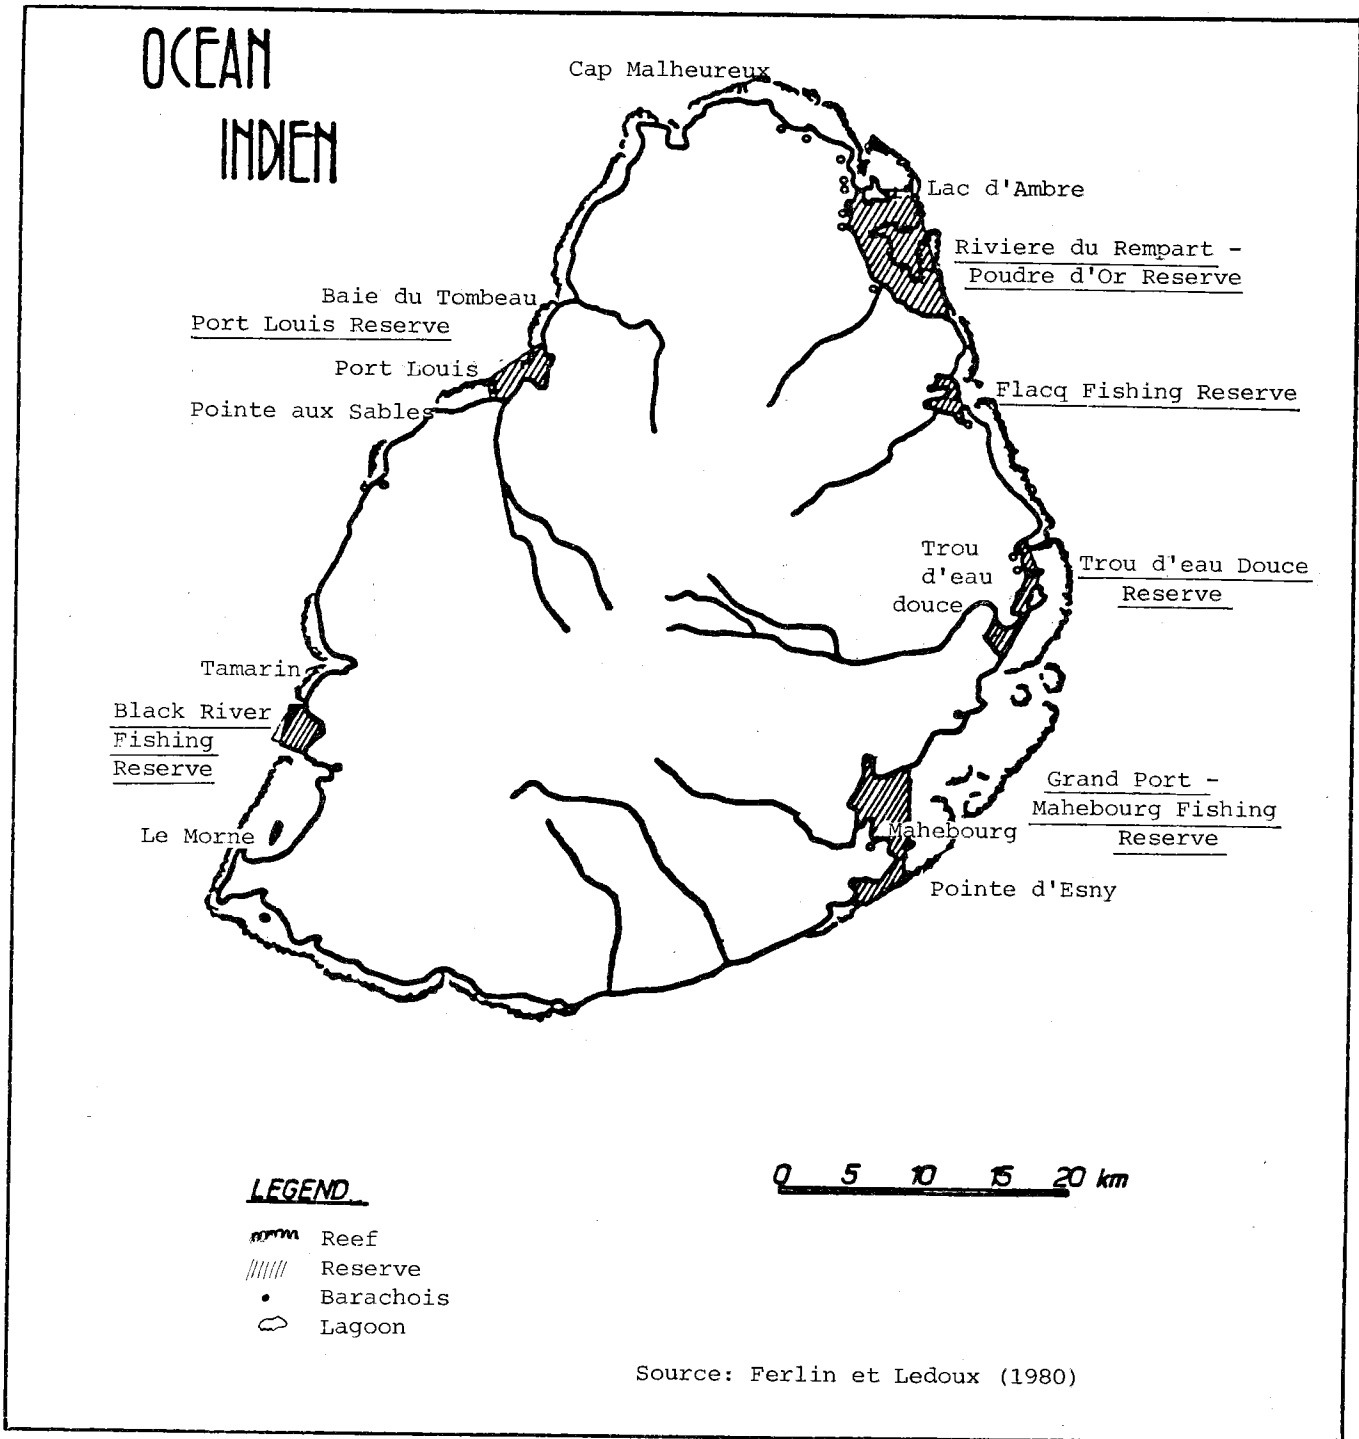 OCEAN
INDIEN
Cap Malheureux
Lac d'Ambre
Riviere du Rempart -
Poudre d'Or Reserve
Baie du Tombeau
Port Louis Reserve
Port Louis
Pointe aux Sables
Flacq Fishing Reserve
Trou
d'eau
douce
Trou d'eau Douce
Reserve
Tamarin
Black River
Fishing
Reserve
Grand Port -
Mahebourg Fishing
Reserve
Le Morne
Mahebourg
Pointe d'Esny
0 5 10 15 20 km
LEGEND
Reef
Reserve
Barachois
Lagoon
Source: Ferlin et Ledoux (1980)